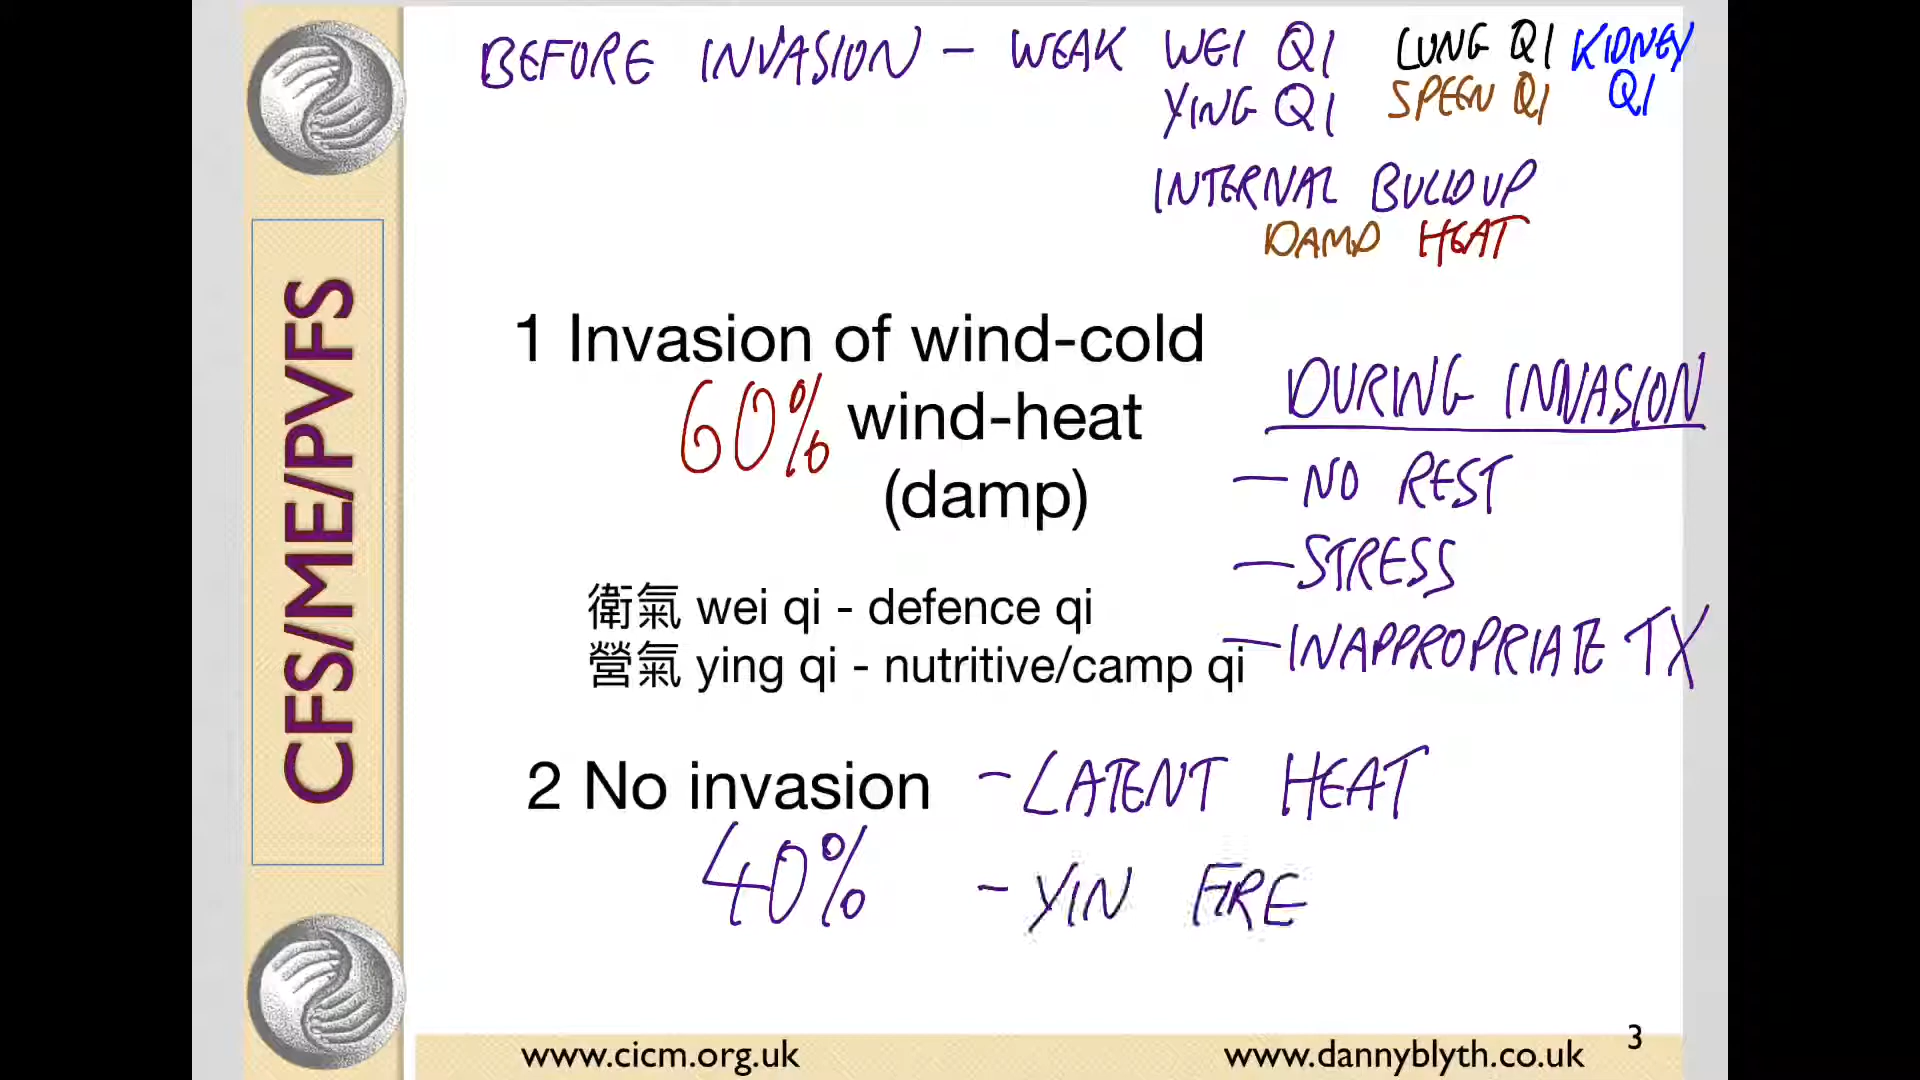 BEFORE INVASION - WEAK WEI QI LUNG QI KIDNEY
YING QI SPEEN QI QI
INTERNAL BUILDUP
DAMP HEAT
CFS/ME/PVFS
1 Invasion of wind-cold
60% wind-heat
(damp)
DURING INNASION
- NO REST
- STRESS
- INAPPROPRIATE TX
衛氣 wei qi - defence qi
營氣 ying qi - nutritive/camp qi
2 No invasion - LATENT HEAT
40% - YIN FIRE
www.cicm.org.uk
www.dannyblyth.co.uk
3